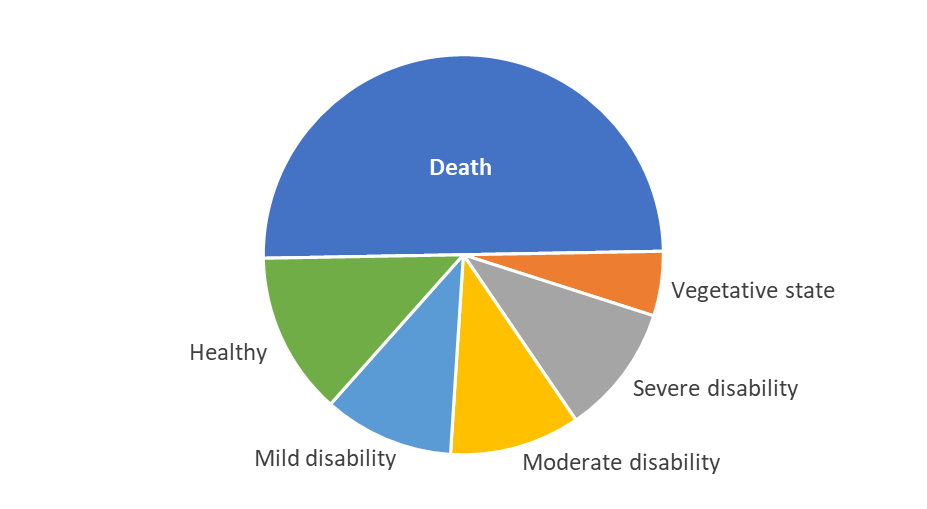 Death
Vegetative state
Healthy
Severe disability
Mild disability
Moderate disability